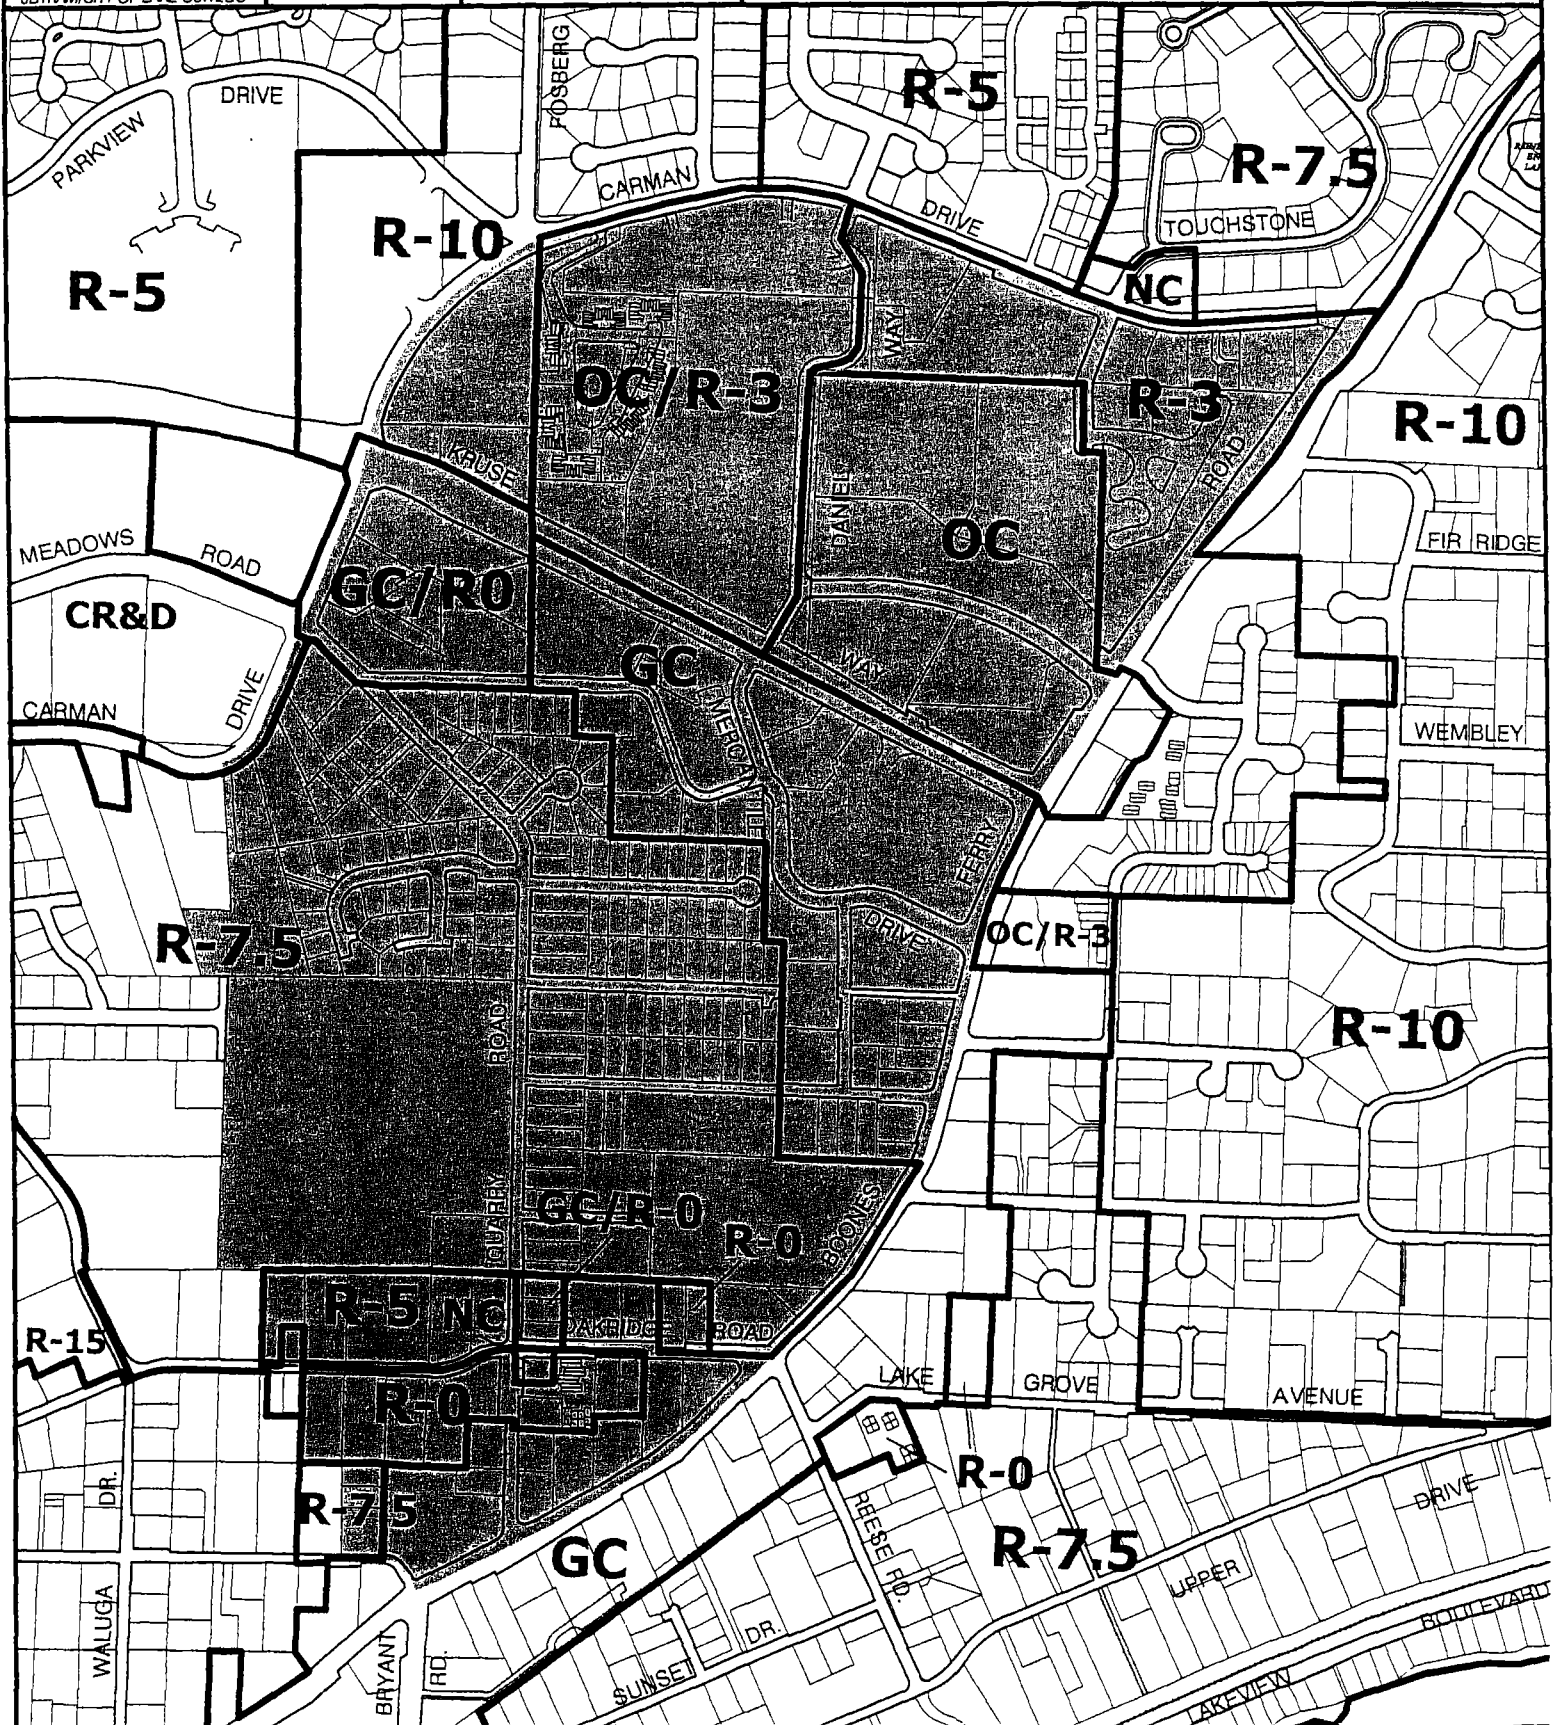 FOSBERG
DRIVE
R-5
PARKVIEW
R-7.5
CARMAN
DRIVE
TOUCHSTONE
R-10
R-5
NC
WAY
OC/R-3
R-3
R-10
KRUSE
ROAD
DANIEL
OC
FIR RIDGE
MEADOWS
ROAD
GC/R0
CR&D
GC
WAY
DRIVE
CARMAN
MERCANTILE
WEMBLEY
FERRY
DRIVE
OC/R-3
R-7.5
ROAD
R-10
QUARRY
GC/R-0
R-0
BOONES
R-5
NC
OAKRIDGE
ROAD
R-15
LAKE
GROVE
AVENUE
R-0
R-0
DR.
R-7.5
REESE RD.
DRIVE
GC
R-7.5
UPPER
BOULEVARD
WALUGA
DR.
BRYANT
RD.
SUNSET
LAKEVIEW